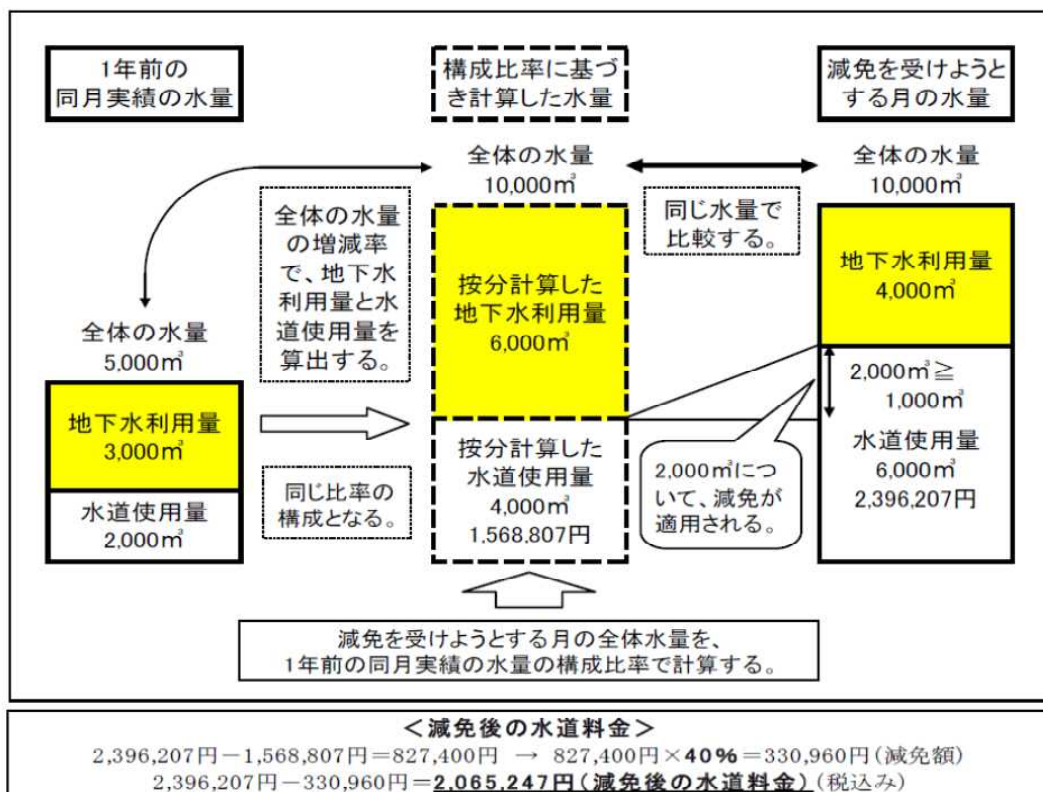 1年前の
同月実績の水量
構成比率に基づ
き計算した水量
減免を受けようと
する月の水量
全体の水量
10,000㎥
全体の水量
10,000㎥
全体の水量
の増減率
で、地下水
利用量と水
道使用量を
算出する。
同じ水量で
比較する。
按分計算した
地下水利用量
6,000㎥
地下水利用量
4,000㎥
全体の水量
5,000㎥
地下水利用量
3,000㎥
水道使用量
2,000㎥
同じ比率の
構成となる。
按分計算した
水道使用量
4,000㎥
1,568,807円
2,000㎥につ
いて、減免が
適用される。
2,000㎥≧
1,000㎥
水道使用量
6,000㎥
2,396,207円
減免を受けようとする月の全体水量を、
1年前の同月実績の水量の構成比率で計算する。
＜減免後の水道料金＞
2,396,207円－1,568,807円＝827,400円 → 827,400円×40%＝330,960円(減免額)
2,396,207円－330,960円＝2,065,247円(減免後の水道料金)(税込み)